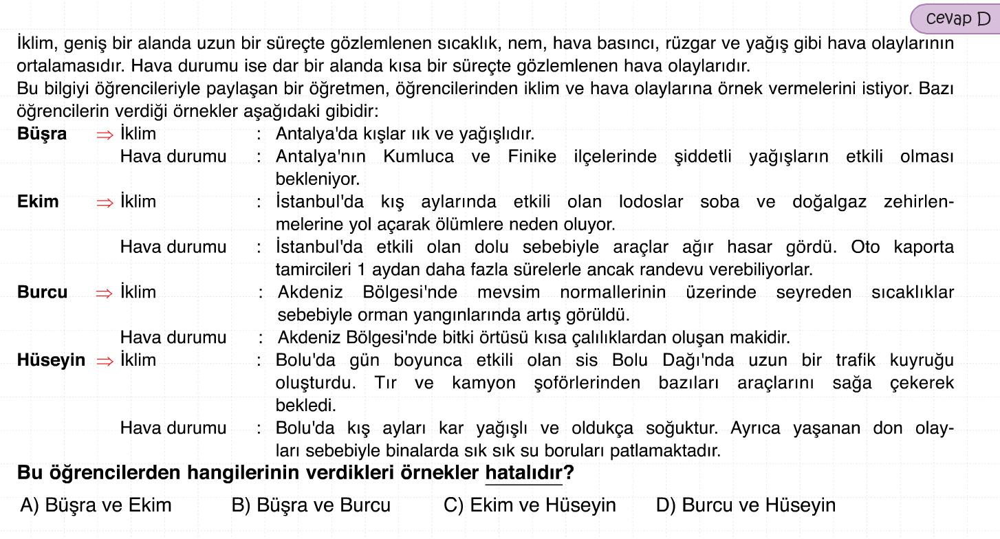 cevap D
İklim, geniş bir alanda uzun bir süreçte gözlemlenen sıcaklık, nem, hava basıncı, rüzgar ve yağış gibi hava olaylarının
ortalamasıdır. Hava durumu ise dar bir alanda kısa bir süreçte gözlemlenen hava olaylarıdır.
Bu bilgiyi öğrencileriyle paylaşan bir öğretmen, öğrencilerinden iklim ve hava olaylarına örnek vermelerini istiyor. Bazı
öğrencilerin verdiği örnekler aşağıdaki gibidir:
Büşra ⇒ İklim : Antalya'da kışlar ıık ve yağışlıdır.
Hava durumu : Antalya'nın Kumluca ve Finike ilçelerinde şiddetli yağışların etkili olması
bekleniyor.
Ekim ⇒ İklim : İstanbul'da kış aylarında etkili olan lodoslar soba ve doğalgaz zehirlen-
melerine yol açarak ölümlere neden oluyor.
Hava durumu : İstanbul'da etkili olan dolu sebebiyle araçlar ağır hasar gördü. Oto kaporta
tamircileri 1 aydan daha fazla sürelerle ancak randevu verebiliyorlar.
Burcu ⇒ İklim : Akdeniz Bölgesi'nde mevsim normallerinin üzerinde seyreden sıcaklıklar
sebebiyle orman yangınlarında artış görüldü.
Hava durumu : Akdeniz Bölgesi'nde bitki örtüsü kısa çalılıklardan oluşan makidir.
Hüseyin ⇒ İklim : Bolu'da gün boyunca etkili olan sis Bolu Dağı'nda uzun bir trafik kuyruğu
oluşturdu. Tır ve kamyon şoförlerinden bazıları araçlarını sağa çekerek
bekledi.
Hava durumu : Bolu'da kış ayları kar yağışlı ve oldukça soğuktur. Ayrıca yaşanan don olay-
ları sebebiyle binalarda sık sık su boruları patlamaktadır.
Bu öğrencilerden hangilerinin verdikleri örnekler hatalıdır?
A) Büşra ve Ekim B) Büşra ve Burcu C) Ekim ve Hüseyin D) Burcu ve Hüseyin